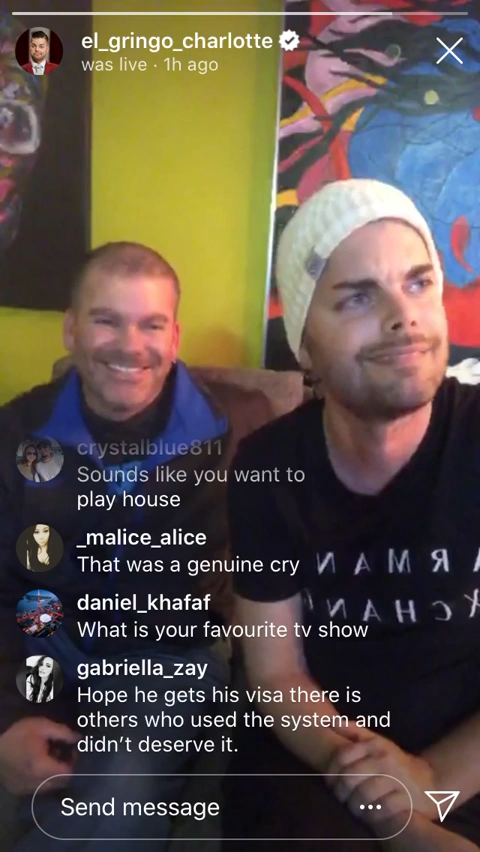 el_gringo_charlotte
was live · 1h ago
crystalblue811
Sounds like you want to
play house
_malice_alice
That was a genuine cry
daniel_khafaf
What is your favourite tv show
gabriella_zay
Hope he gets his visa there is
others who used the system and
didn’t deserve it.
Send message